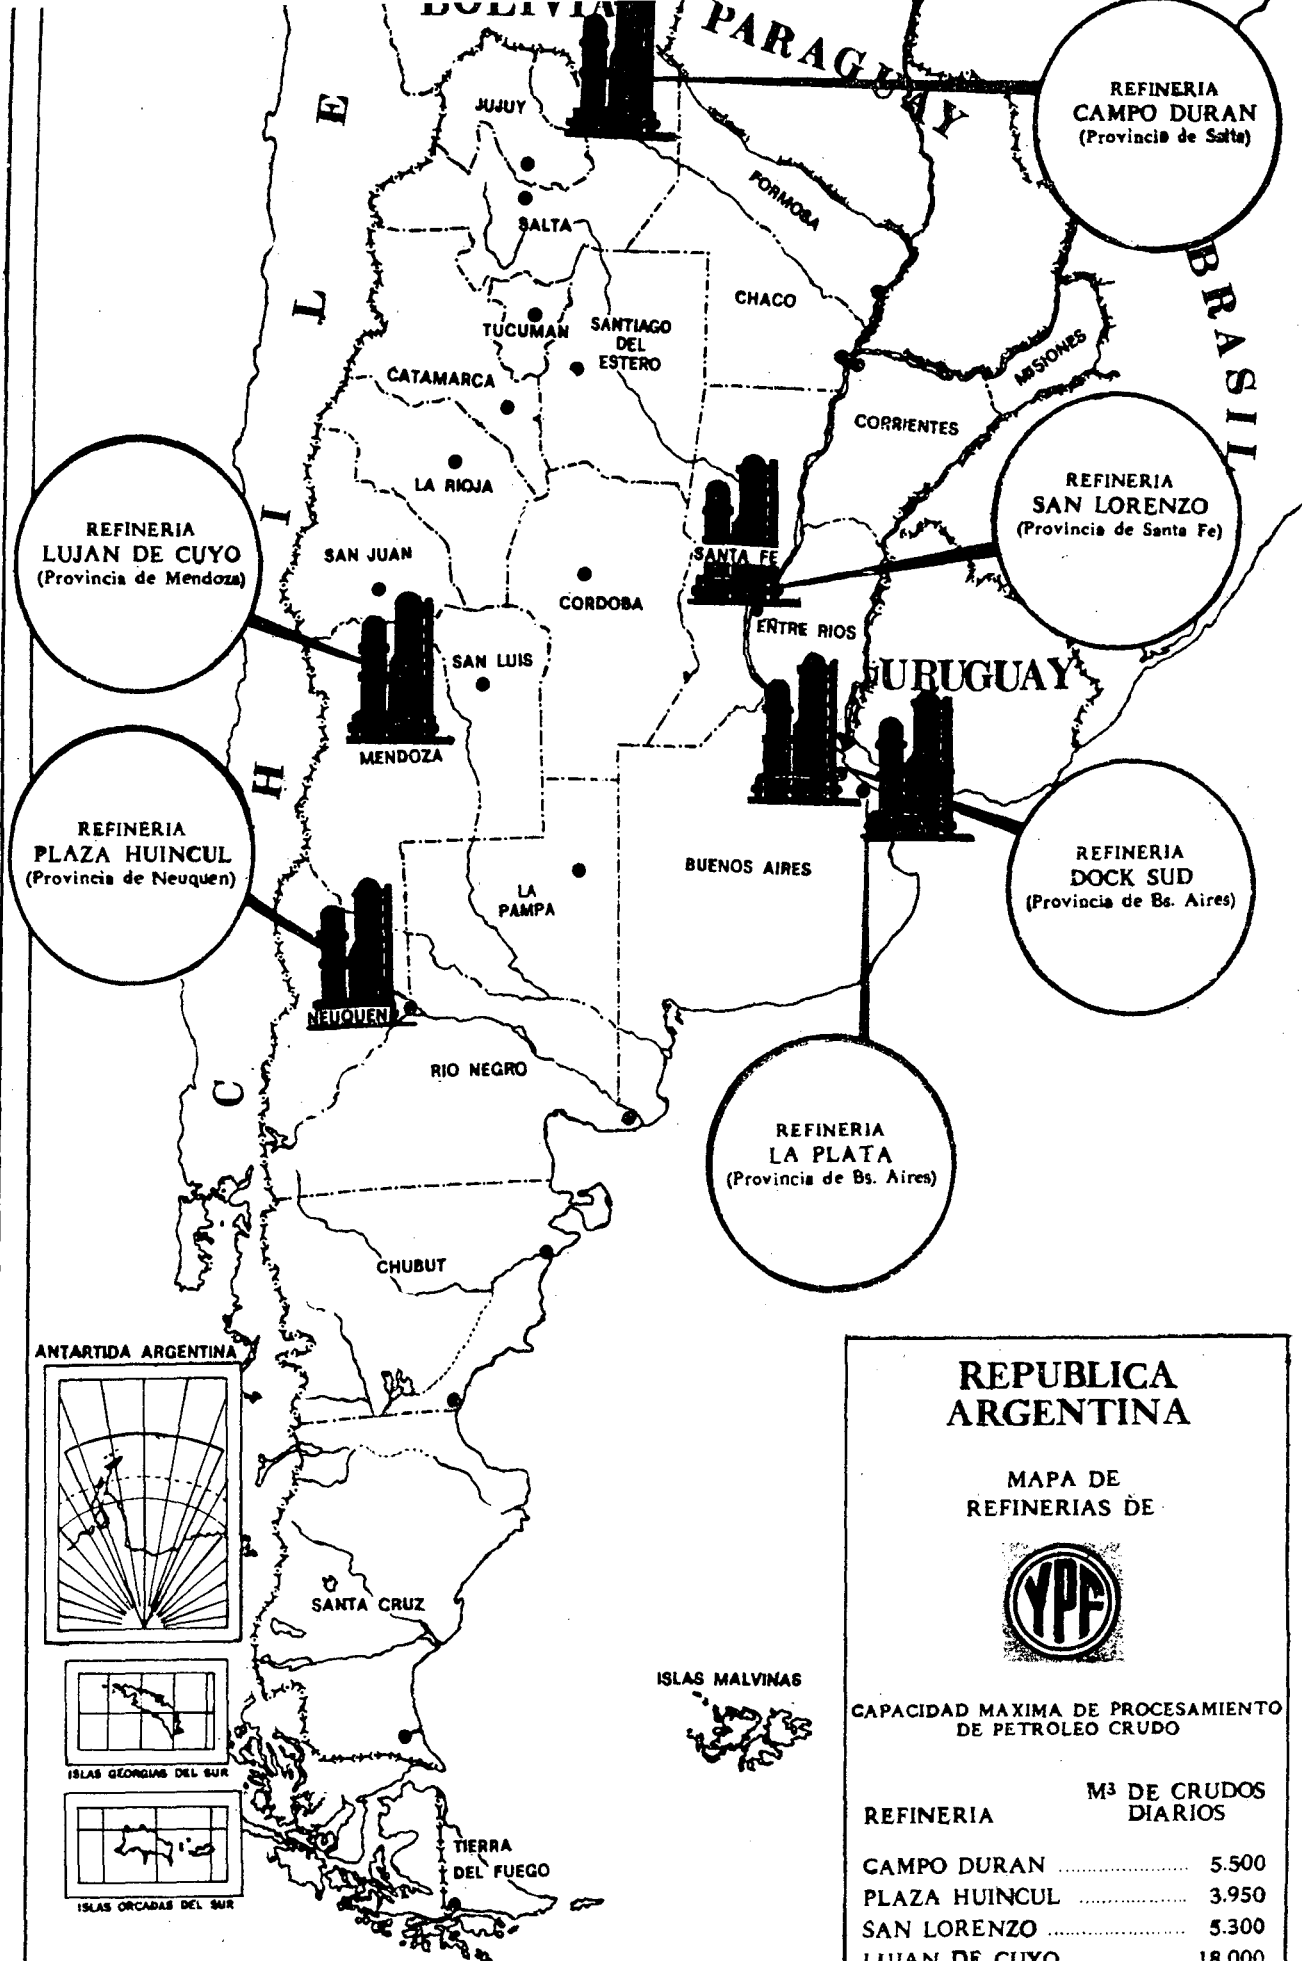 BOLIVIA
PARAGUAY
REFINERIA
CAMPO DURAN
(Provincia de Salta)
JUJUY
SALTA
FORMOSA
CHACO
TUCUMAN
SANTIAGO
DEL
ESTERO
CATAMARCA
MISIONES
CORRIENTES
BRASIL
CHILE
LA RIOJA
SAN JUAN
REFINERIA
LUJAN DE CUYO
(Provincia de Mendoza)
REFINERIA
SAN LORENZO
(Provincia de Santa Fe)
SANTA FE
CORDOBA
ENTRE RIOS
SAN LUIS
URUGUAY
MENDOZA
REFINERIA
PLAZA HUINCUL
(Provincia de Neuquen)
LA
PAMPA
BUENOS AIRES
REFINERIA
DOCK SUD
(Provincia de Bs. Aires)
NEUQUEN
RIO NEGRO
REFINERIA
LA PLATA
(Provincia de Bs. Aires)
CHUBUT
ANTARTIDA ARGENTINA
SANTA CRUZ
ISLAS MALVINAS
ISLAS GEORGIAS DEL SUR
TIERRA
DEL FUEGO
ISLAS ORCADAS DEL SUR
REPUBLICA
ARGENTINA
MAPA DE
REFINERIAS DE
YPF
CAPACIDAD MAXIMA DE PROCESAMIENTO
DE PETROLEO CRUDO
REFINERIA M³ DE CRUDOS
DIARIOS
CAMPO DURAN ........................ 5.500
PLAZA HUINCUL .................... 3.950
SAN LORENZO ......................... 5.300
LUJAN DE CUYO 18.000